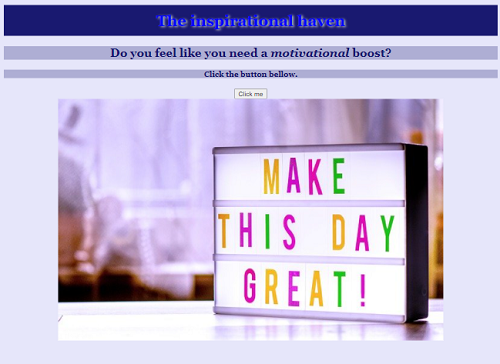 The inspirational haven
Do you feel like you need a motivational boost?
Click the button bellow.
Click me
MAKE
THIS DAY
GREAT!